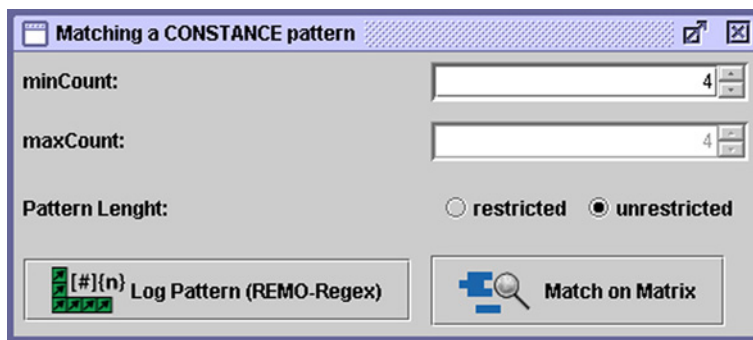 Matching a CONSTANCE pattern
minCount: 4
maxCount: 4
Pattern Lenght: restricted unrestricted
[#]{n} Log Pattern (REMO-Regex) Match on Matrix